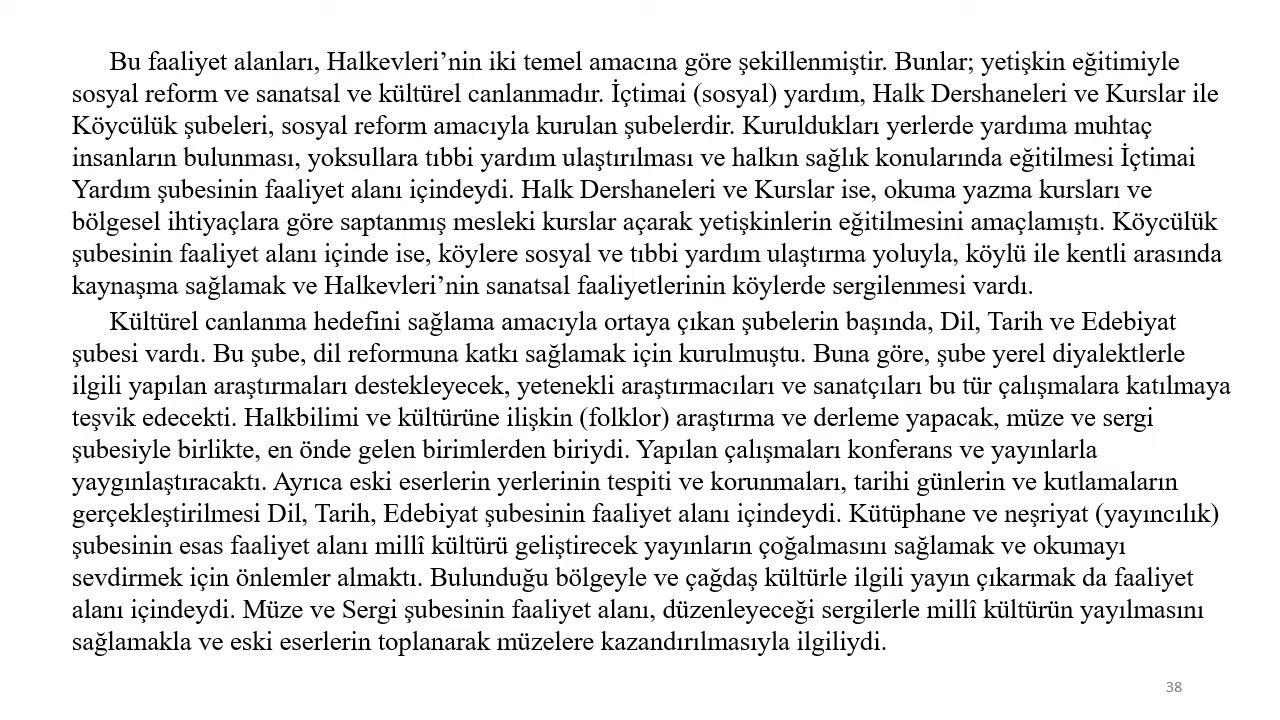 Bu faaliyet alanları, Halkevleri’nin iki temel amacına göre şekillenmiştir. Bunlar; yetişkin eğitimiyle
sosyal reform ve sanatsal ve kültürel canlanmadır. İçtimai (sosyal) yardım, Halk Dershaneleri ve Kurslar ile
Köycülük şubeleri, sosyal reform amacıyla kurulan şubelerdir. Kuruldukları yerlerde yardıma muhtaç
insanların bulunması, yoksullara tıbbi yardım ulaştırılması ve halkın sağlık konularında eğitilmesi İçtimai
Yardım şubesinin faaliyet alanı içindeydi. Halk Dershaneleri ve Kurslar ise, okuma yazma kursları ve
bölgesel ihtiyaçlara göre saptanmış mesleki kurslar açarak yetişkinlerin eğitilmesini amaçlamıştı. Köycülük
şubesinin faaliyet alanı içinde ise, köylere sosyal ve tıbbi yardım ulaştırma yoluyla, köylü ile kentli arasında
kaynaşma sağlamak ve Halkevleri’nin sanatsal faaliyetlerinin köylerde sergilenmesi vardı.
Kültürel canlanma hedefini sağlama amacıyla ortaya çıkan şubelerin başında, Dil, Tarih ve Edebiyat
şubesi vardı. Bu şube, dil reformuna katkı sağlamak için kurulmuştu. Buna göre, şube yerel diyalektlerle
ilgili yapılan araştırmaları destekleyecek, yetenekli araştırmacıları ve sanatçıları bu tür çalışmalara katılmaya
teşvik edecekti. Halkbilimi ve kültürüne ilişkin (folklor) araştırma ve derleme yapacak, müze ve sergi
şubesiyle birlikte, en önde gelen birimlerden biriydi. Yapılan çalışmaları konferans ve yayınlarla
yaygınlaştıracaktı. Ayrıca eski eserlerin yerlerinin tespiti ve korunmaları, tarihi günlerin ve kutlamaların
gerçekleştirilmesi Dil, Tarih, Edebiyat şubesinin faaliyet alanı içindeydi. Kütüphane ve neşriyat (yayıncılık)
şubesinin esas faaliyet alanı millî kültürü geliştirecek yayınların çoğalmasını sağlamak ve okumayı
sevdirmek için önlemler almaktı. Bulunduğu bölgeyle ve çağdaş kültürle ilgili yayın çıkarmak da faaliyet
alanı içindeydi. Müze ve Sergi şubesinin faaliyet alanı, düzenleyeceği sergilerle millî kültürün yayılmasını
sağlamakla ve eski eserlerin toplanarak müzelere kazandırılmasıyla ilgiliydi.
38